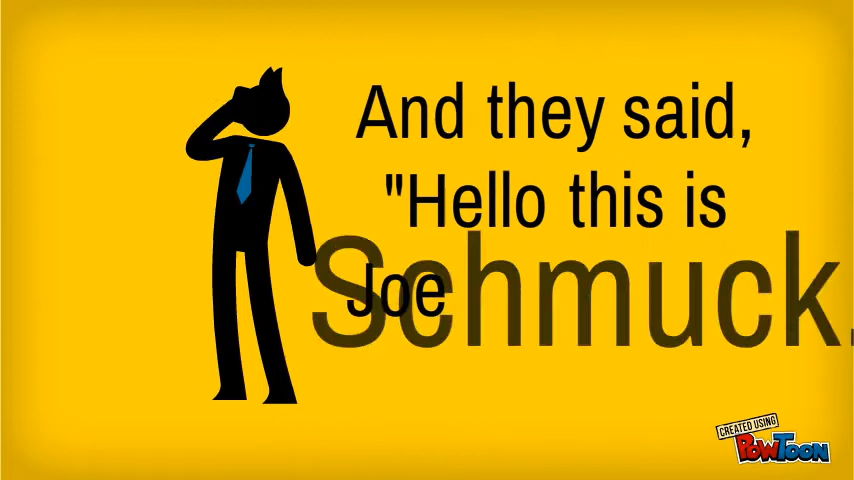 And they said,
"Hello this is
Joe
Schmuck.
CREATED USING
POWTOON